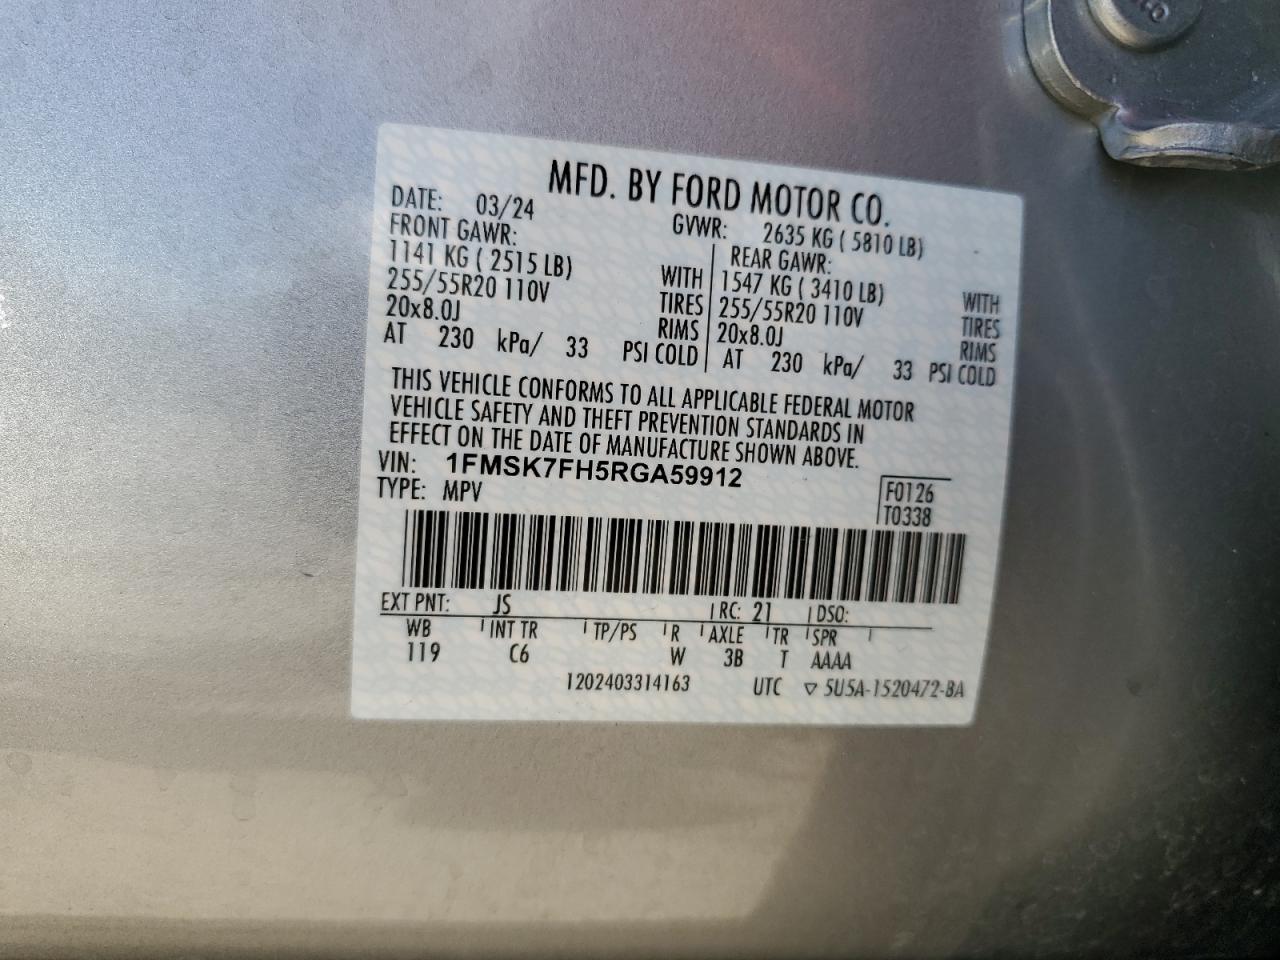 MFD. BY FORD MOTOR CO.
DATE: 03/24 GVWR: 2635 KG ( 5810 LB)
FRONT GAWR: REAR GAWR:
1141 KG ( 2515 LB) WITH 1547 KG ( 3410 LB) WITH
255/55R20 110V TIRES 255/55R20 110V TIRES
20x8.0J RIMS 20x8.0J RIMS
AT 230 kPa/ 33 PSI COLD AT 230 kPa/ 33 PSI COLD
THIS VEHICLE CONFORMS TO ALL APPLICABLE FEDERAL MOTOR
VEHICLE SAFETY AND THEFT PREVENTION STANDARDS IN
EFFECT ON THE DATE OF MANUFACTURE SHOWN ABOVE.
VIN: 1FMSK7FH5RGA59912
TYPE: MPV
F0126
T0338
EXT PNT: JS RC: 21 DSO:
WB INT TR TP/PS R AXLE TR SPR
119 C6 W 3B T AAAA
1202403314163 UTC ▽ 5U5A-1520472-BA